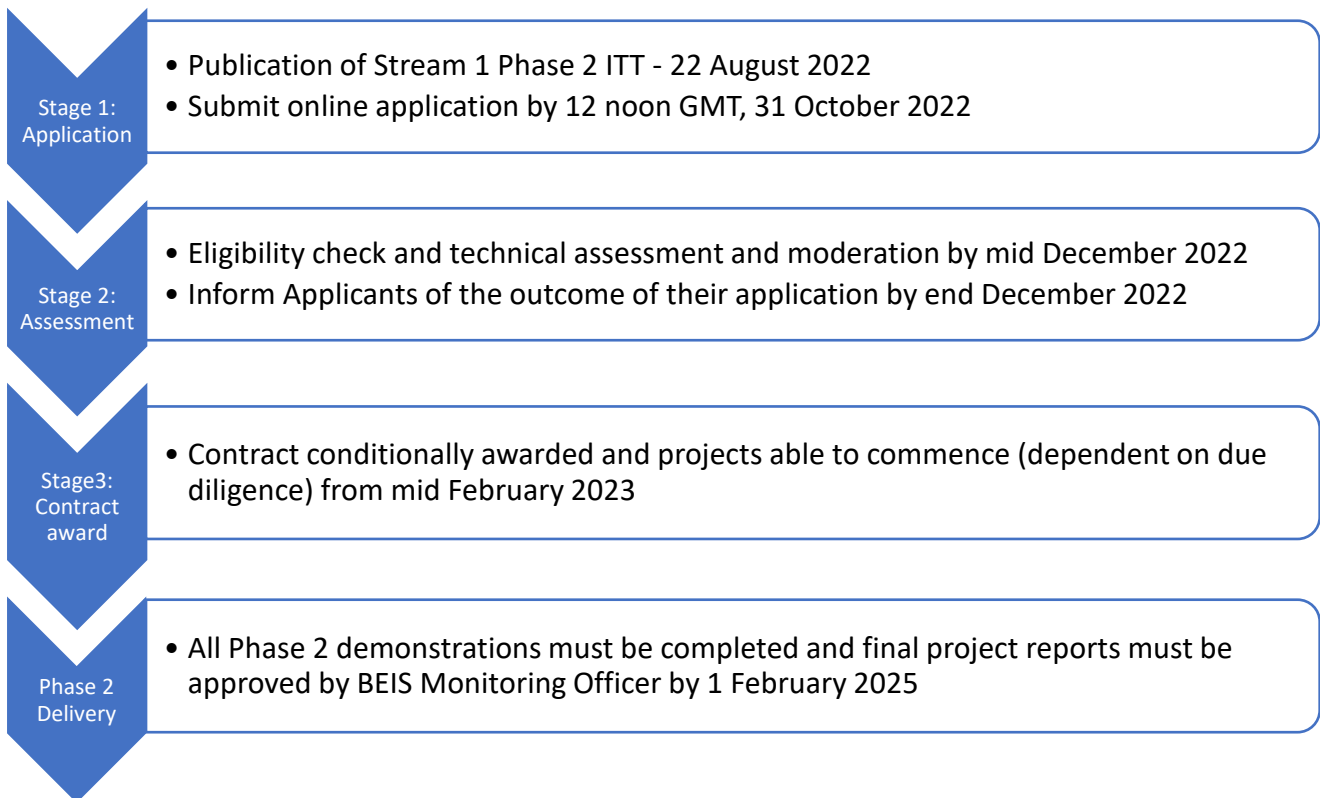 Stage 1:
Application
• Publication of Stream 1 Phase 2 ITT - 22 August 2022
• Submit online application by 12 noon GMT, 31 October 2022
Stage 2:
Assessment
• Eligibility check and technical assessment and moderation by mid December 2022
• Inform Applicants of the outcome of their application by end December 2022
Stage3:
Contract
award
• Contract conditionally awarded and projects able to commence (dependent on due
diligence) from mid February 2023
Phase 2
Delivery
• All Phase 2 demonstrations must be completed and final project reports must be
approved by BEIS Monitoring Officer by 1 February 2025